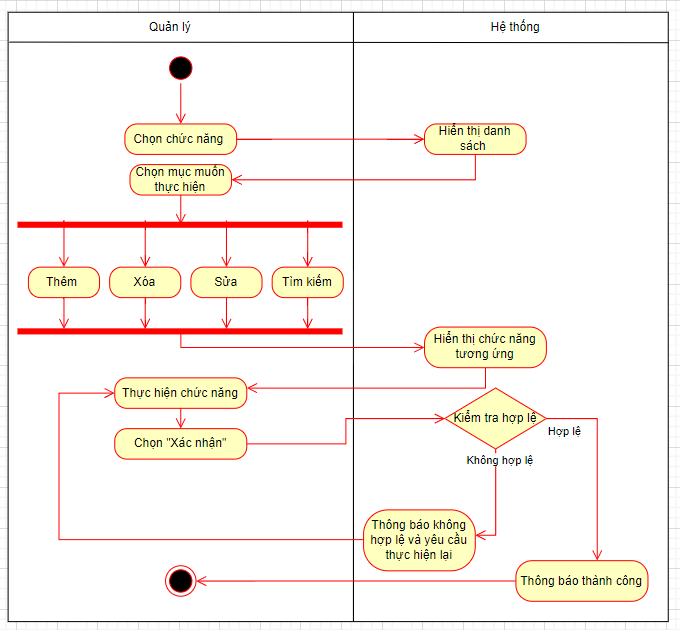 Quản lý
Hệ thống
Chọn chức năng
Hiển thị danh
sách
Chọn mục muốn
thực hiện
Thêm
Xóa
Sửa
Tìm kiếm
Hiển thị chức năng
tương ứng
Thực hiện chức năng
Kiểm tra hợp lệ
Hợp lệ
Chọn "Xác nhận"
Không hợp lệ
Thông báo không
hợp lệ và yêu cầu
thực hiện lại
Thông báo thành công